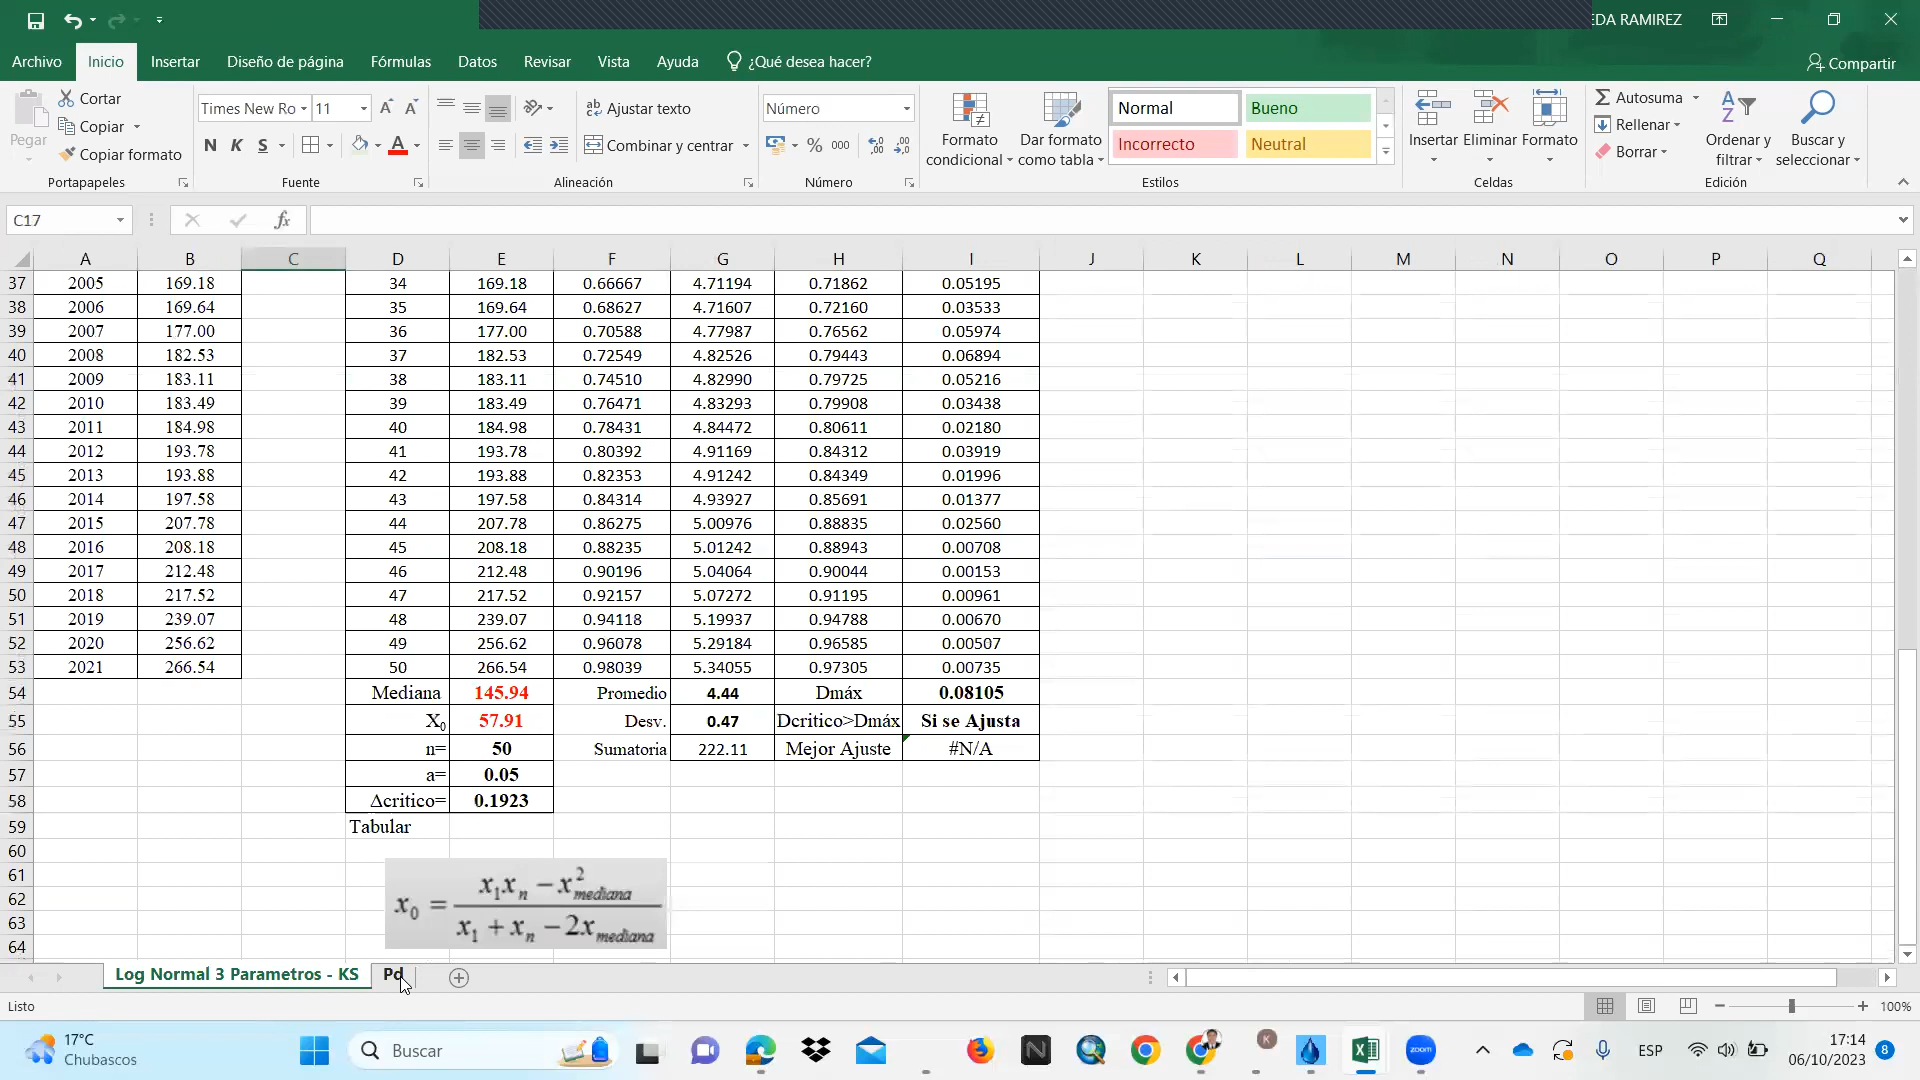 EDA RAMIREZ
Archivo Inicio Insertar Diseño de página Fórmulas Datos Revisar Vista Ayuda ¿Qué desea hacer? Compartir
Pegar
Cortar
Copiar
Copiar formato
Portapapeles
Times New Ro 11
N K S
Fuente
Ajustar texto
Combinar y centrar
Alineación
Número
% 000
Número
Formato condicional
Dar formato como tabla
Normal Bueno
Incorrecto Neutral
Estilos
Insertar Eliminar Formato
Celdas
Autosuma
Rellenar
Borrar
Ordenar y filtrar
Buscar y seleccionar
Edición
C17 fx
A B C D E F G H I J K L M N O P Q
37 2005 169.18 34 169.18 0.66667 4.71194 0.71862 0.05195
38 2006 169.64 35 169.64 0.68627 4.71607 0.72160 0.03533
39 2007 177.00 36 177.00 0.70588 4.77987 0.76562 0.05974
40 2008 182.53 37 182.53 0.72549 4.82526 0.79443 0.06894
41 2009 183.11 38 183.11 0.74510 4.82990 0.79725 0.05216
42 2010 183.49 39 183.49 0.76471 4.83293 0.79908 0.03438
43 2011 184.98 40 184.98 0.78431 4.84472 0.80611 0.02180
44 2012 193.78 41 193.78 0.80392 4.91169 0.84312 0.03919
45 2013 193.88 42 193.88 0.82353 4.91242 0.84349 0.01996
46 2014 197.58 43 197.58 0.84314 4.93927 0.85691 0.01377
47 2015 207.78 44 207.78 0.86275 5.00976 0.88835 0.02560
48 2016 208.18 45 208.18 0.88235 5.01242 0.88943 0.00708
49 2017 212.48 46 212.48 0.90196 5.04064 0.90044 0.00153
50 2018 217.52 47 217.52 0.92157 5.07272 0.91195 0.00961
51 2019 239.07 48 239.07 0.94118 5.19937 0.94788 0.00670
52 2020 256.62 49 256.62 0.96078 5.29184 0.96585 0.00507
53 2021 266.54 50 266.54 0.98039 5.34055 0.97305 0.00735
54 Mediana 145.94 Promedio 4.44 Dmáx 0.08105
55 X₀ 57.91 Desv. 0.47 Dcritico>Dmáx Si se Ajusta
56 n= 50 Sumatoria 222.11 Mejor Ajuste #N/A
57 a= 0.05
58 Δcritico= 0.1923
59 Tabular
60
61
62
63
64
x₀ = (x₁xₙ − x²mediana) / (x₁ + xₙ − 2xmediana)
Log Normal 3 Parametros - KS Pd
Listo 100%
17°C
Chubascos
Buscar
zoom
ESP
17:14
06/10/2023
8